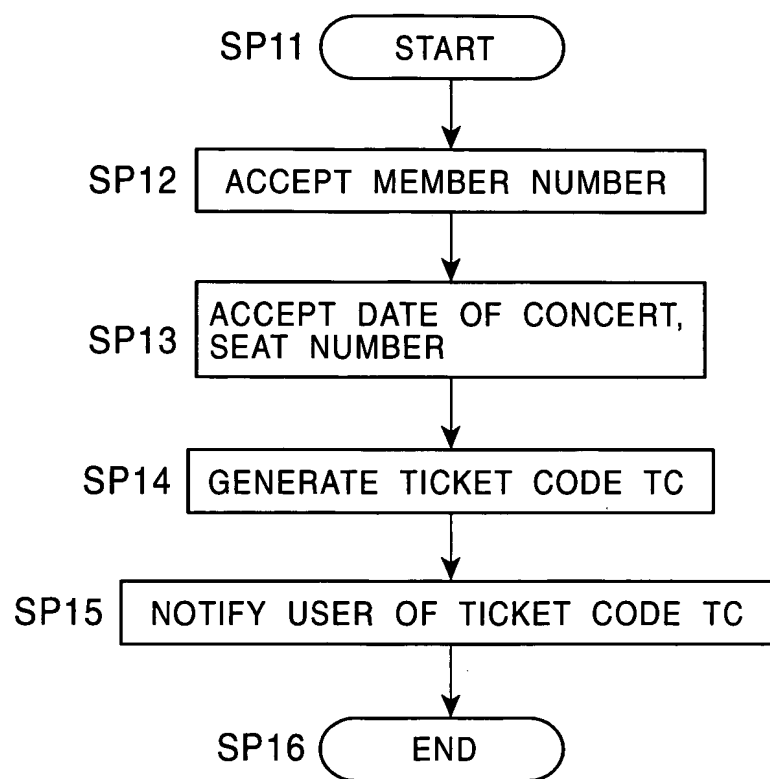 SP11 START
SP12 ACCEPT MEMBER NUMBER
SP13 ACCEPT DATE OF CONCERT,
SEAT NUMBER
SP14 GENERATE TICKET CODE TC
SP15 NOTIFY USER OF TICKET CODE TC
SP16 END